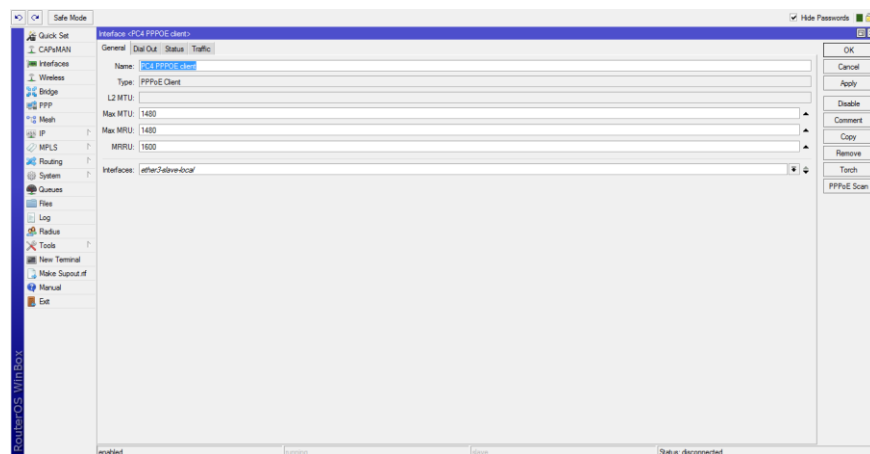 Safe Mode
Hide Passwords
Quick Set
CAPsMAN
Interfaces
Wireless
Bridge
PPP
Mesh
IP
MPLS
Routing
System
Queues
Files
Log
Radius
Tools
New Terminal
Make Supout.rif
Manual
Exit
RouterOS WinBox
Interface <PC4 PPPOE client>
General Dial Out Status Traffic
Name: PC4 PPPOE client
Type: PPPoE Client
L2 MTU:
Max MTU: 1480
Max MRU: 1480
MRRU: 1600
Interfaces: ether3-slave-local
OK
Cancel
Apply
Disable
Comment
Copy
Remove
Torch
PPPoE Scan
enabled running slave Status: disconnected